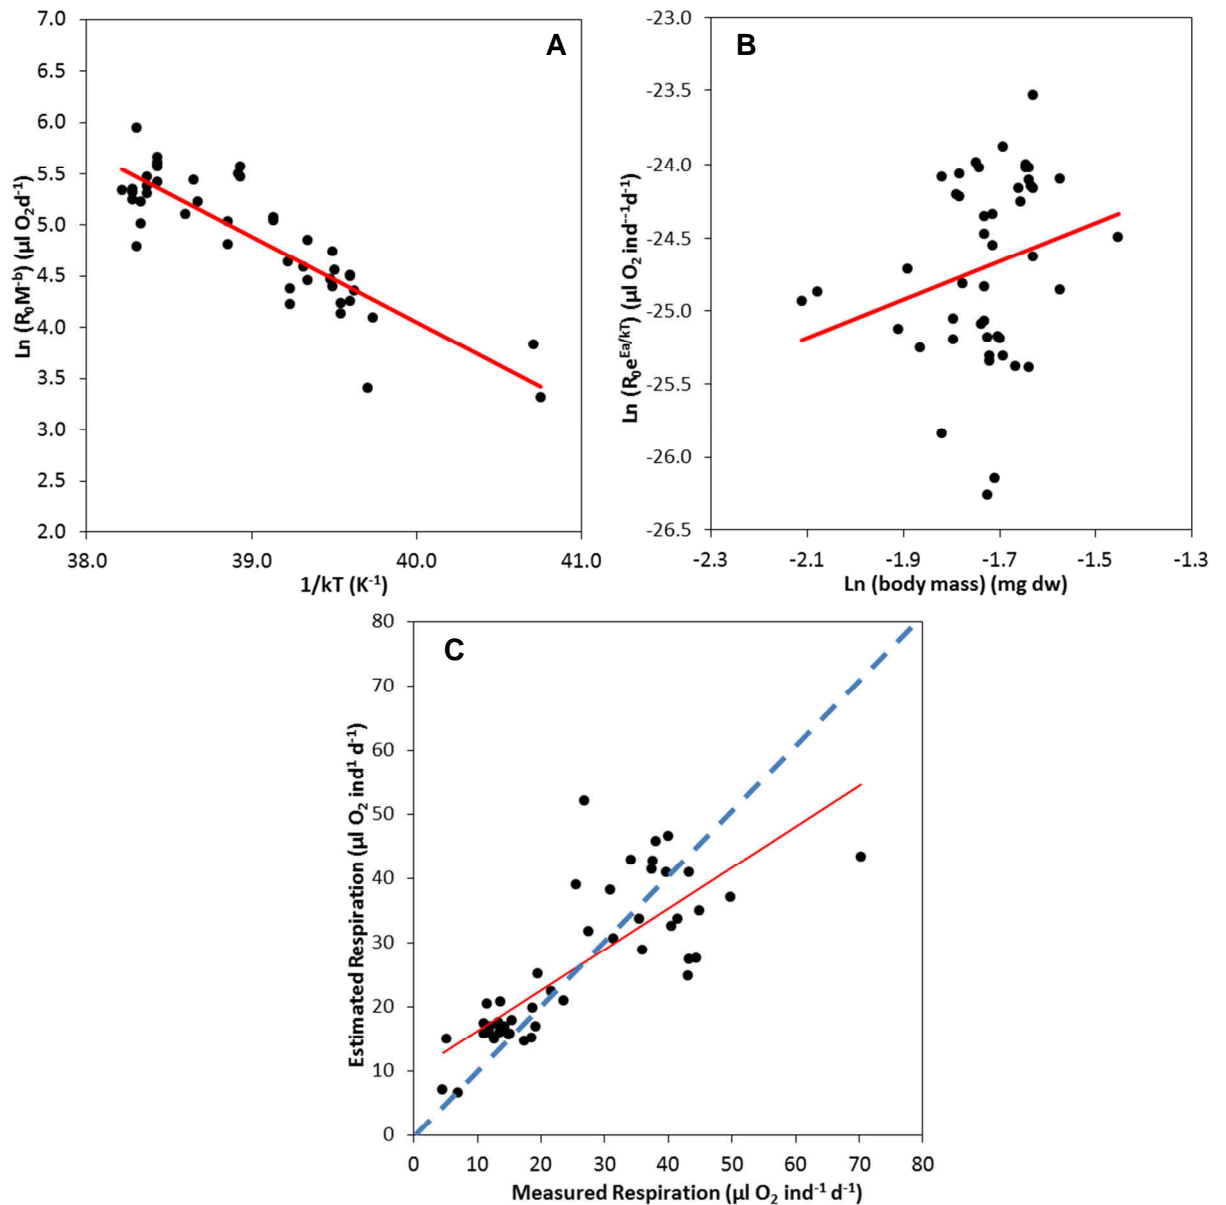 A
Ln (R₀M⁻ᵇ) (µl O₂d⁻¹)
7.0
6.5
6.0
5.5
5.0
4.5
4.0
3.5
3.0
2.5
2.0
38.0 39.0 40.0 41.0
1/kT (K⁻¹)
B
Ln (R₀e^Ea/kT) (µl O₂ ind⁻⁻¹d⁻¹)
-23.0
-23.5
-24.0
-24.5
-25.0
-25.5
-26.0
-26.5
-2.3 -2.1 -1.9 -1.7 -1.5 -1.3
Ln (body mass) (mg dw)
C
Estimated Respiration (µl O₂ ind¹ d⁻¹)
80
70
60
50
40
30
20
10
0
0 10 20 30 40 50 60 70 80
Measured Respiration (µl O₂ ind⁻¹ d⁻¹)